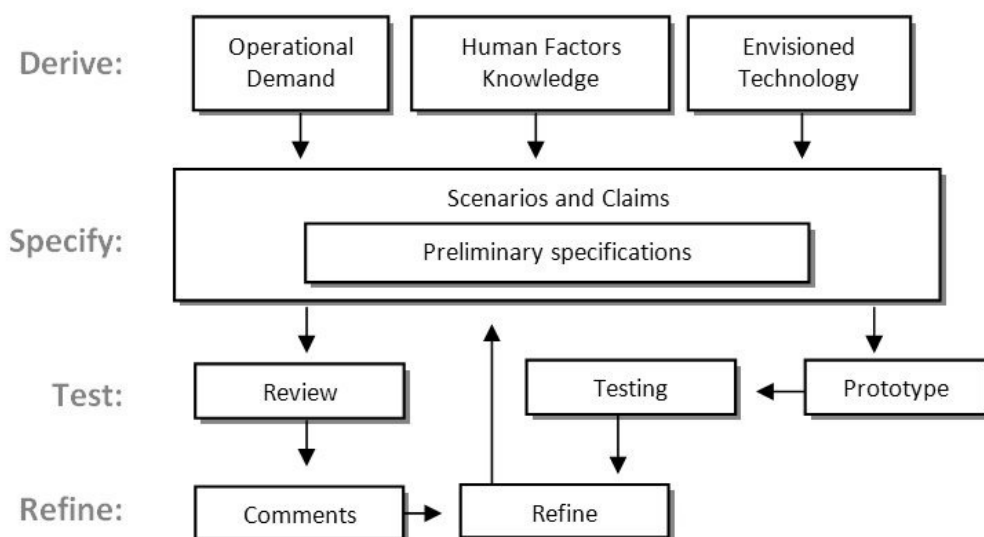 Derive:
Operational
Demand
Human Factors
Knowledge
Envisioned
Technology
Specify:
Scenarios and Claims
Preliminary specifications
Test:
Review
Testing
Prototype
Refine:
Comments
Refine